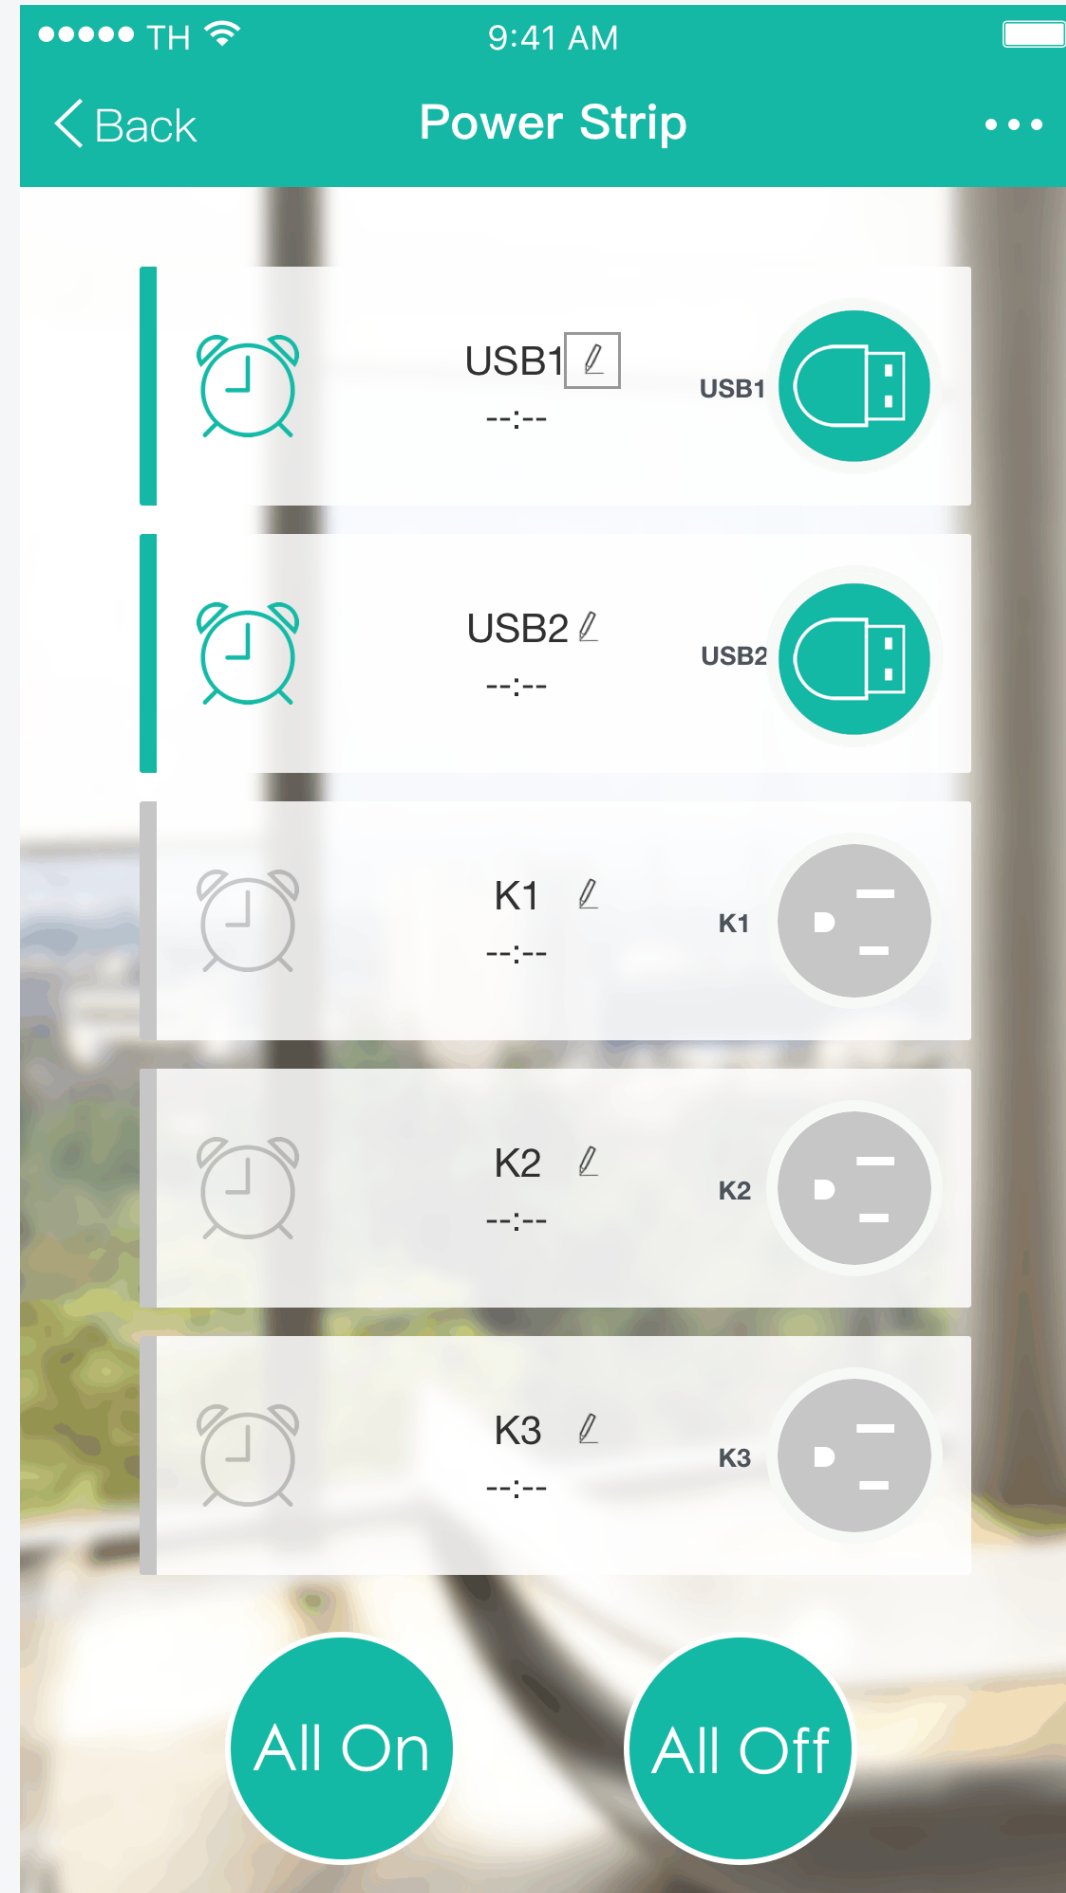 TH 9:41 AM
Back Power Strip
USB1
--:--
USB1
USB2
--:--
USB2
K1
--:--
K1
K2
--:--
K2
K3
--:--
K3
All On All Off